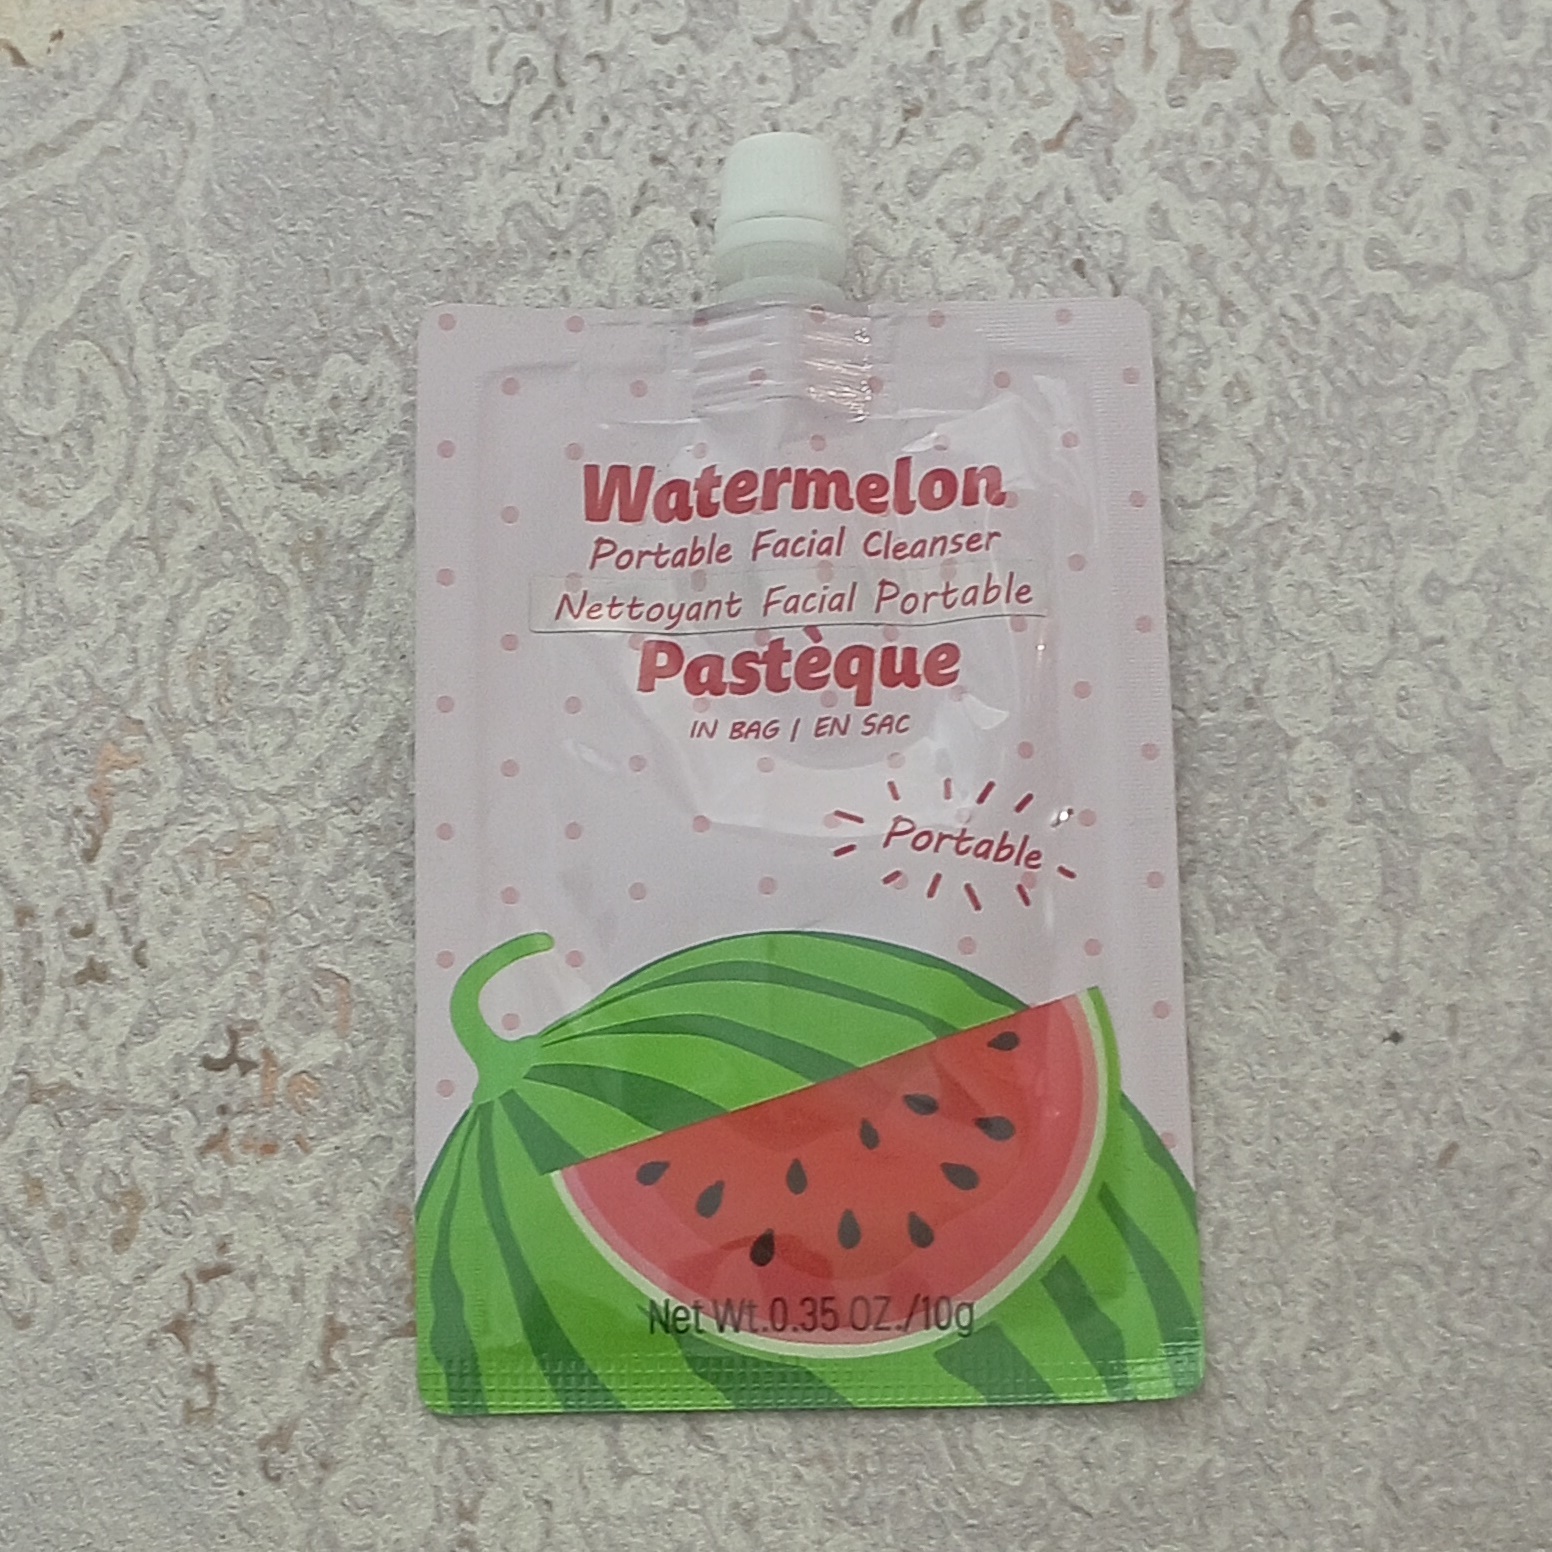 Watermelon
Portable Facial Cleanser
Nettoyant Facial Portable
Pastèque
IN BAG / EN SAC
Portable
Net Wt.0.35 OZ./10g